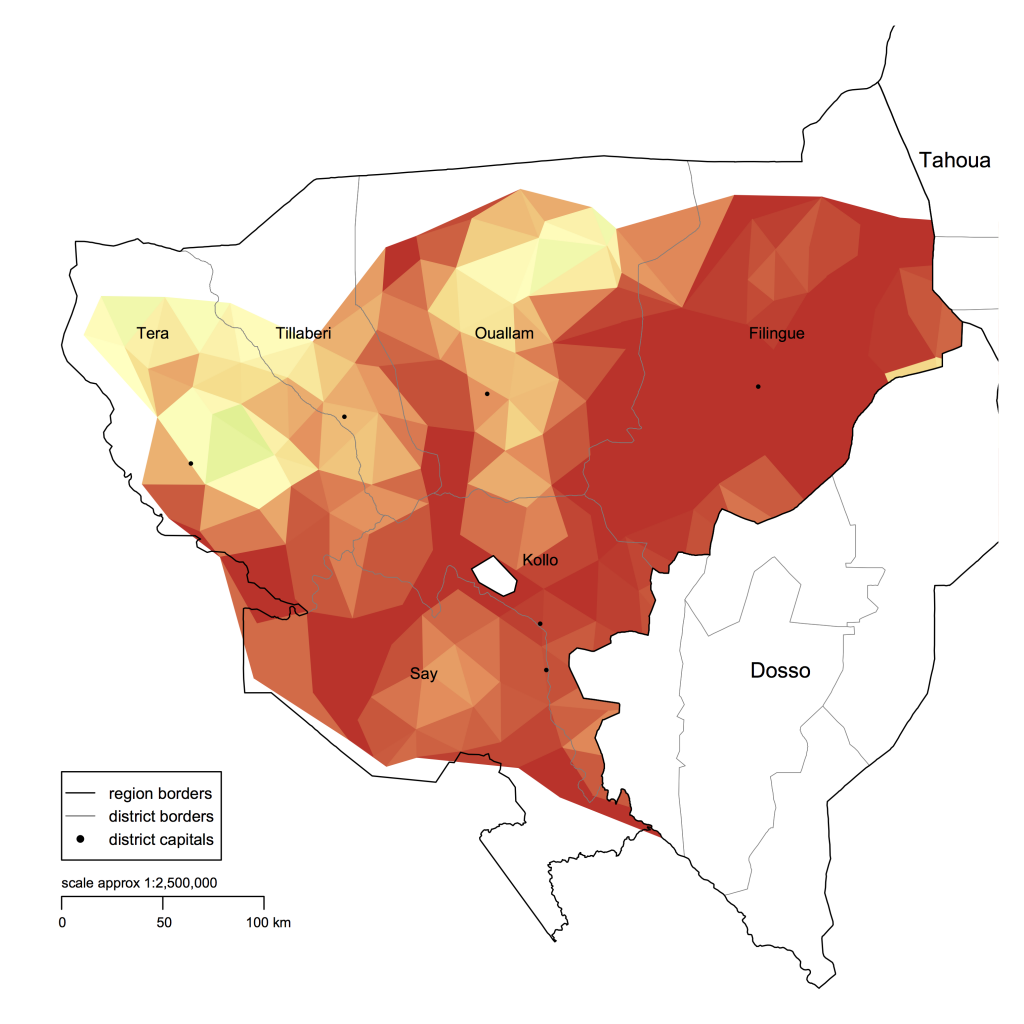 Tahoua
Tera
Tillaberi
Ouallam
Filingue
Kollo
Say
Dosso
region borders
district borders
district capitals
scale approx 1:2,500,000
0 50 100 km